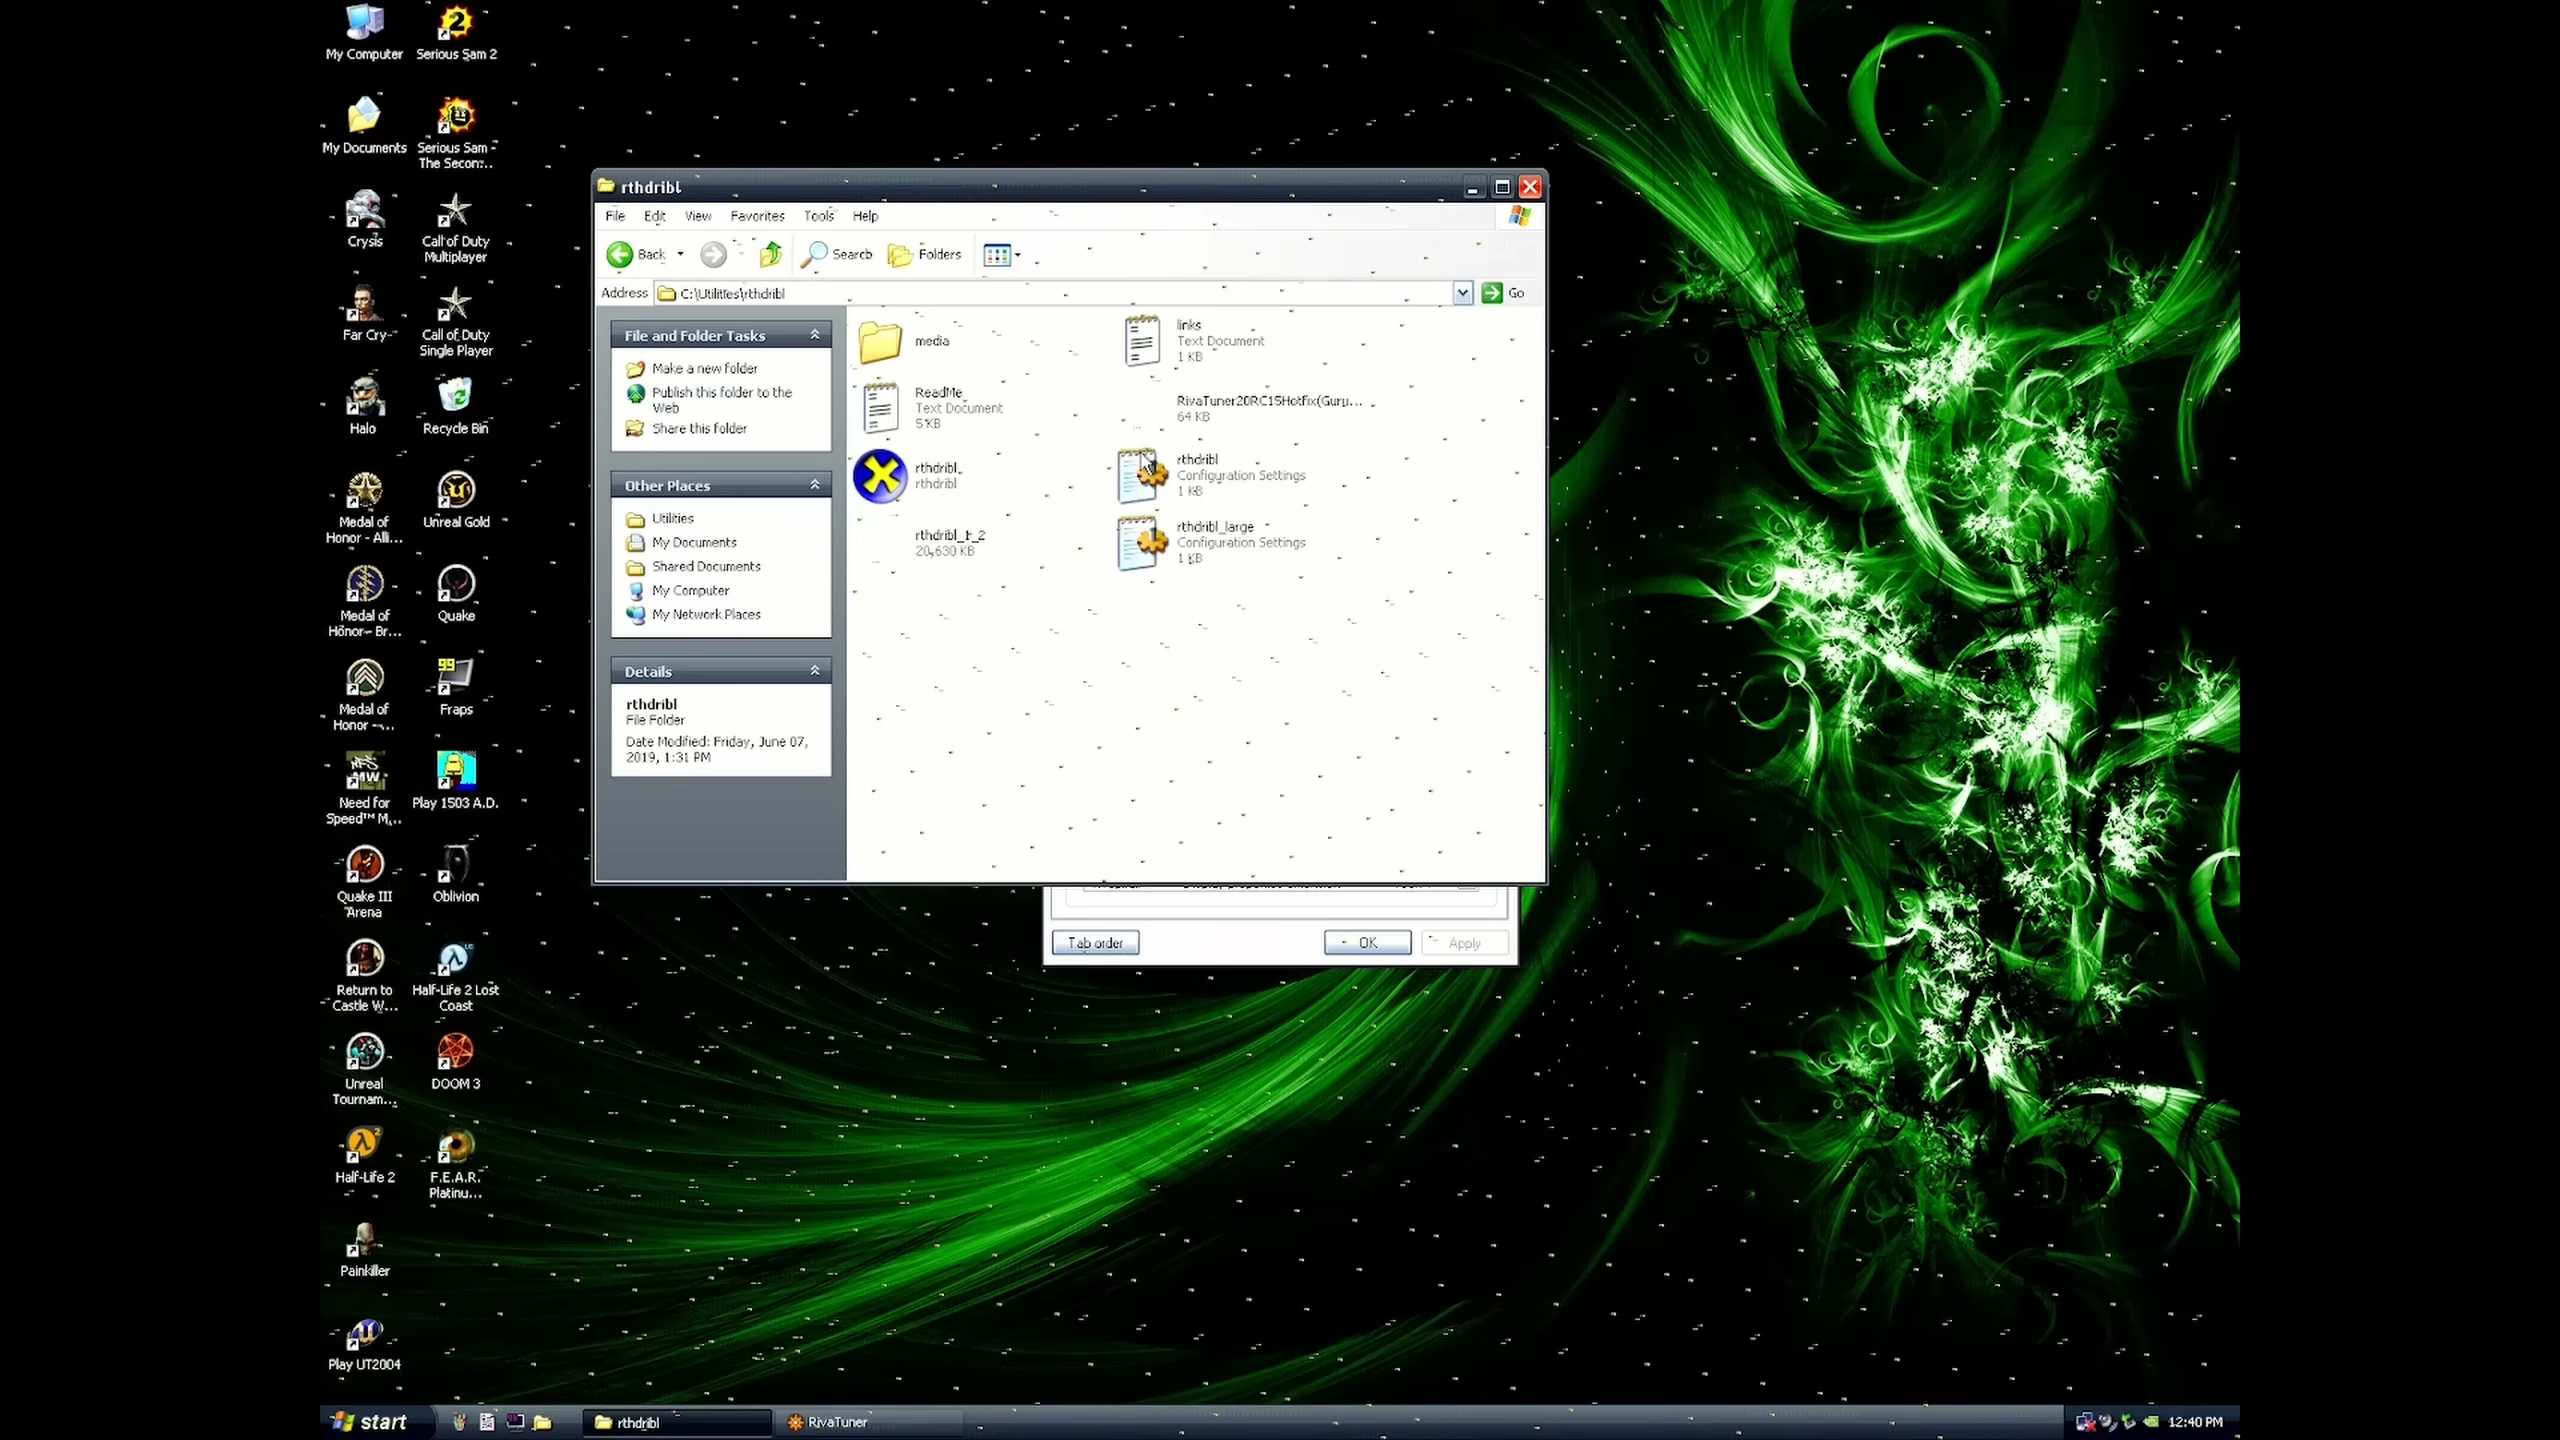 My Computer
Serious Sam 2
My Documents
Serious Sam -
The Secon...
Crysis
Call of Duty
Multiplayer
Far Cry
Call of Duty
Single Player
Halo
Recycle Bin
Medal of
Honor - Alli...
Unreal Gold
Medal of
Honor - Br...
Quake
Medal of
Honor -...
Fraps
Need for
Speed™ M...
Play 1503 A.D.
Quake III
Arena
Oblivion
Return to
Castle W...
Half-Life 2 Lost
Coast
Unreal
Tournam...
DOOM 3
Half-Life 2
F.E.A.R.
Platinu...
Painkiller
Play UT2004
rthdribl
File Edit View Favorites Tools Help
Back Search Folders
Address C:\Utilities\rthdribl Go
File and Folder Tasks
Make a new folder
Publish this folder to the
Web
Share this folder
Other Places
Utilities
My Documents
Shared Documents
My Computer
My Network Places
Details
rthdribl
File Folder
Date Modified: Friday, June 07,
2019, 1:31 PM
media
links
Text Document
1 KB
ReadMe
Text Document
5 KB
RivaTuner20RC15Hotfix(Guru...
64 KB
rthdribl
rthdribl
rthdribl
Configuration Settings
1 KB
rthdribl_1_2
20,630 KB
rthdribl_large
Configuration Settings
1 KB
Tab order OK Apply
start rthdribl RivaTuner 12:40 PM